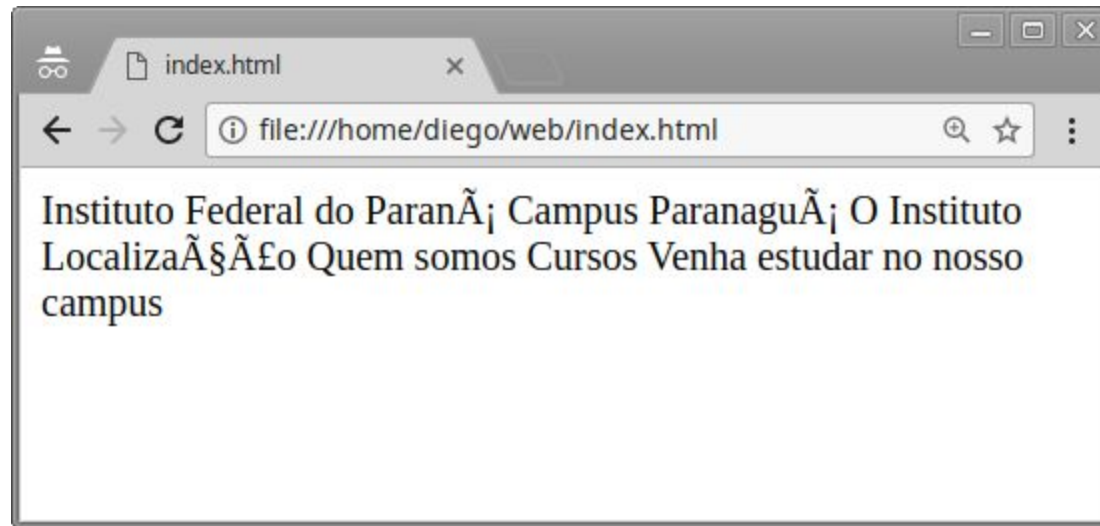 index.html
file:///home/diego/web/index.html
Instituto Federal do ParanÃ¡ Campus ParanaguÃ¡ O Instituto
LocalizaÃ§Ã£o Quem somos Cursos Venha estudar no nosso
campus